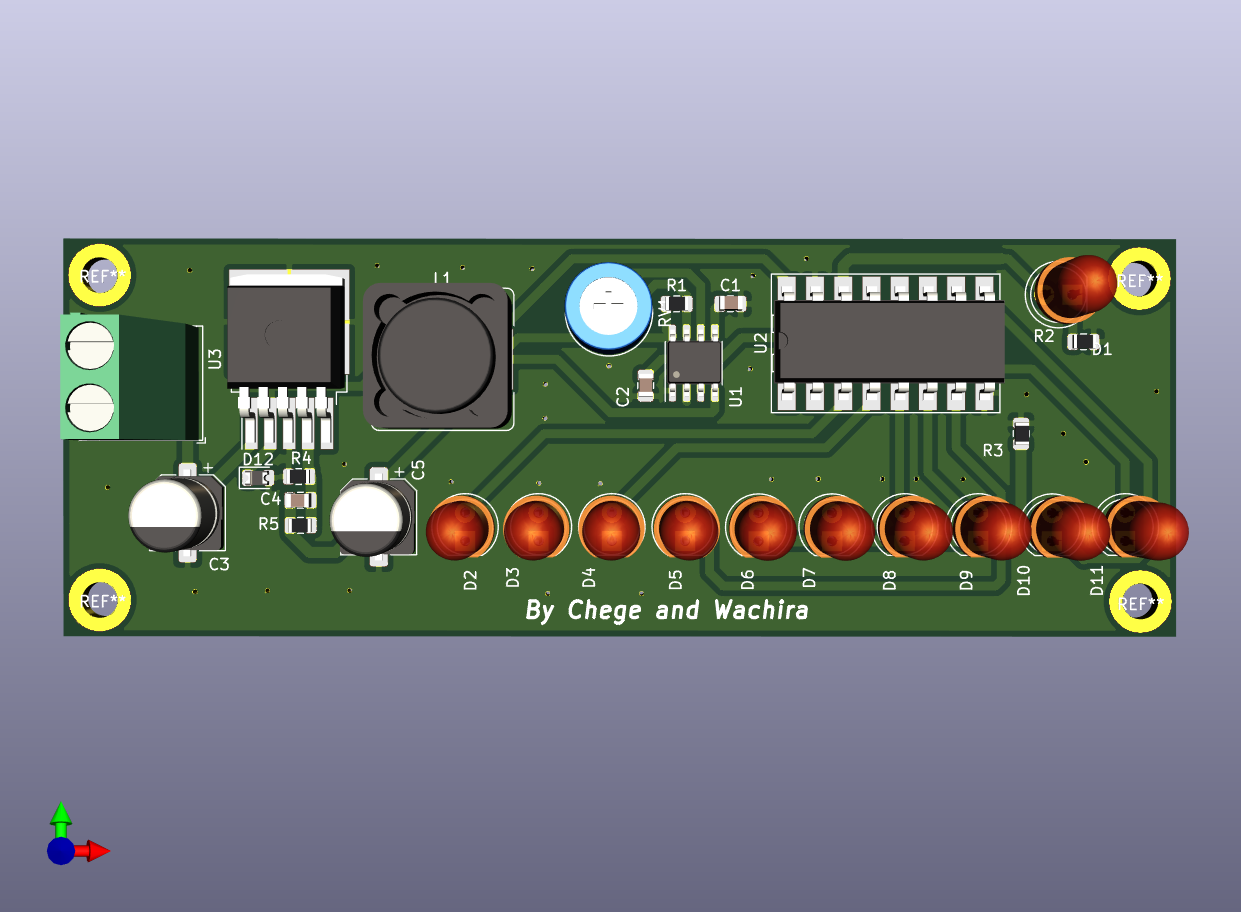 REF**
REF**
L1
R1
C1
RV1
U2
R2
D1
U3
C2
U1
R3
D12
R4
+
+
C5
C4
R5
C3
D2
D3
D4
D5
D6
D7
D8
D9
D10
D11
REF**
REF**
By Chege and Wachira